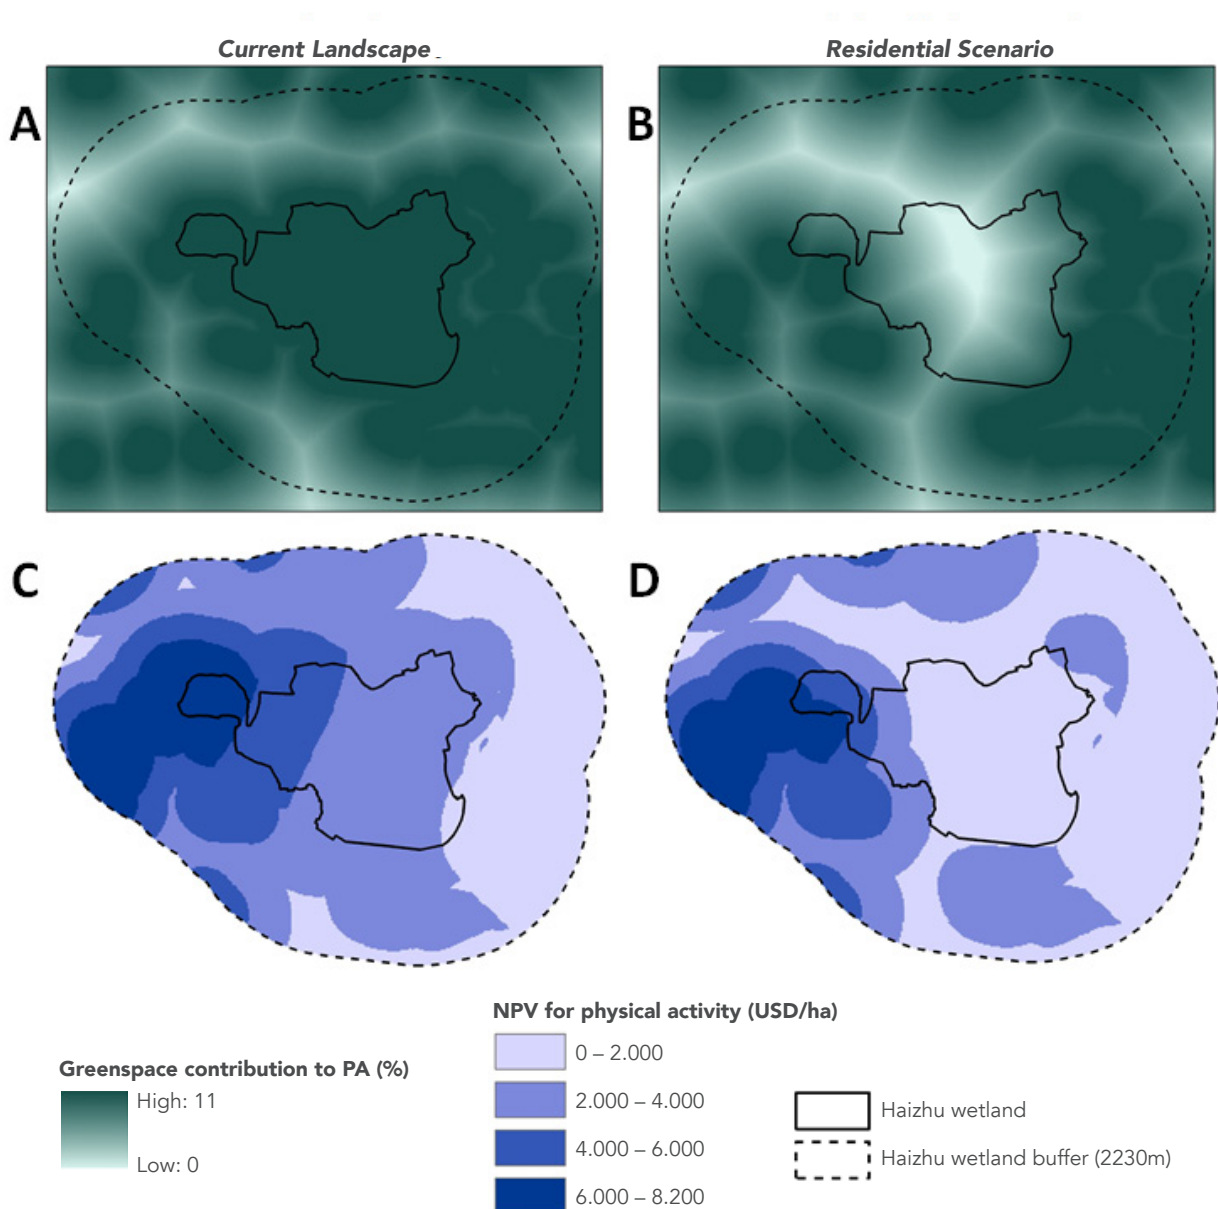 Current Landscape
Residential Scenario
A
B
C
D
NPV for physical activity (USD/ha)
0 – 2.000
2.000 – 4.000
4.000 – 6.000
6.000 – 8.200
Greenspace contribution to PA (%)
High: 11
Low: 0
Haizhu wetland
Haizhu wetland buffer (2230m)